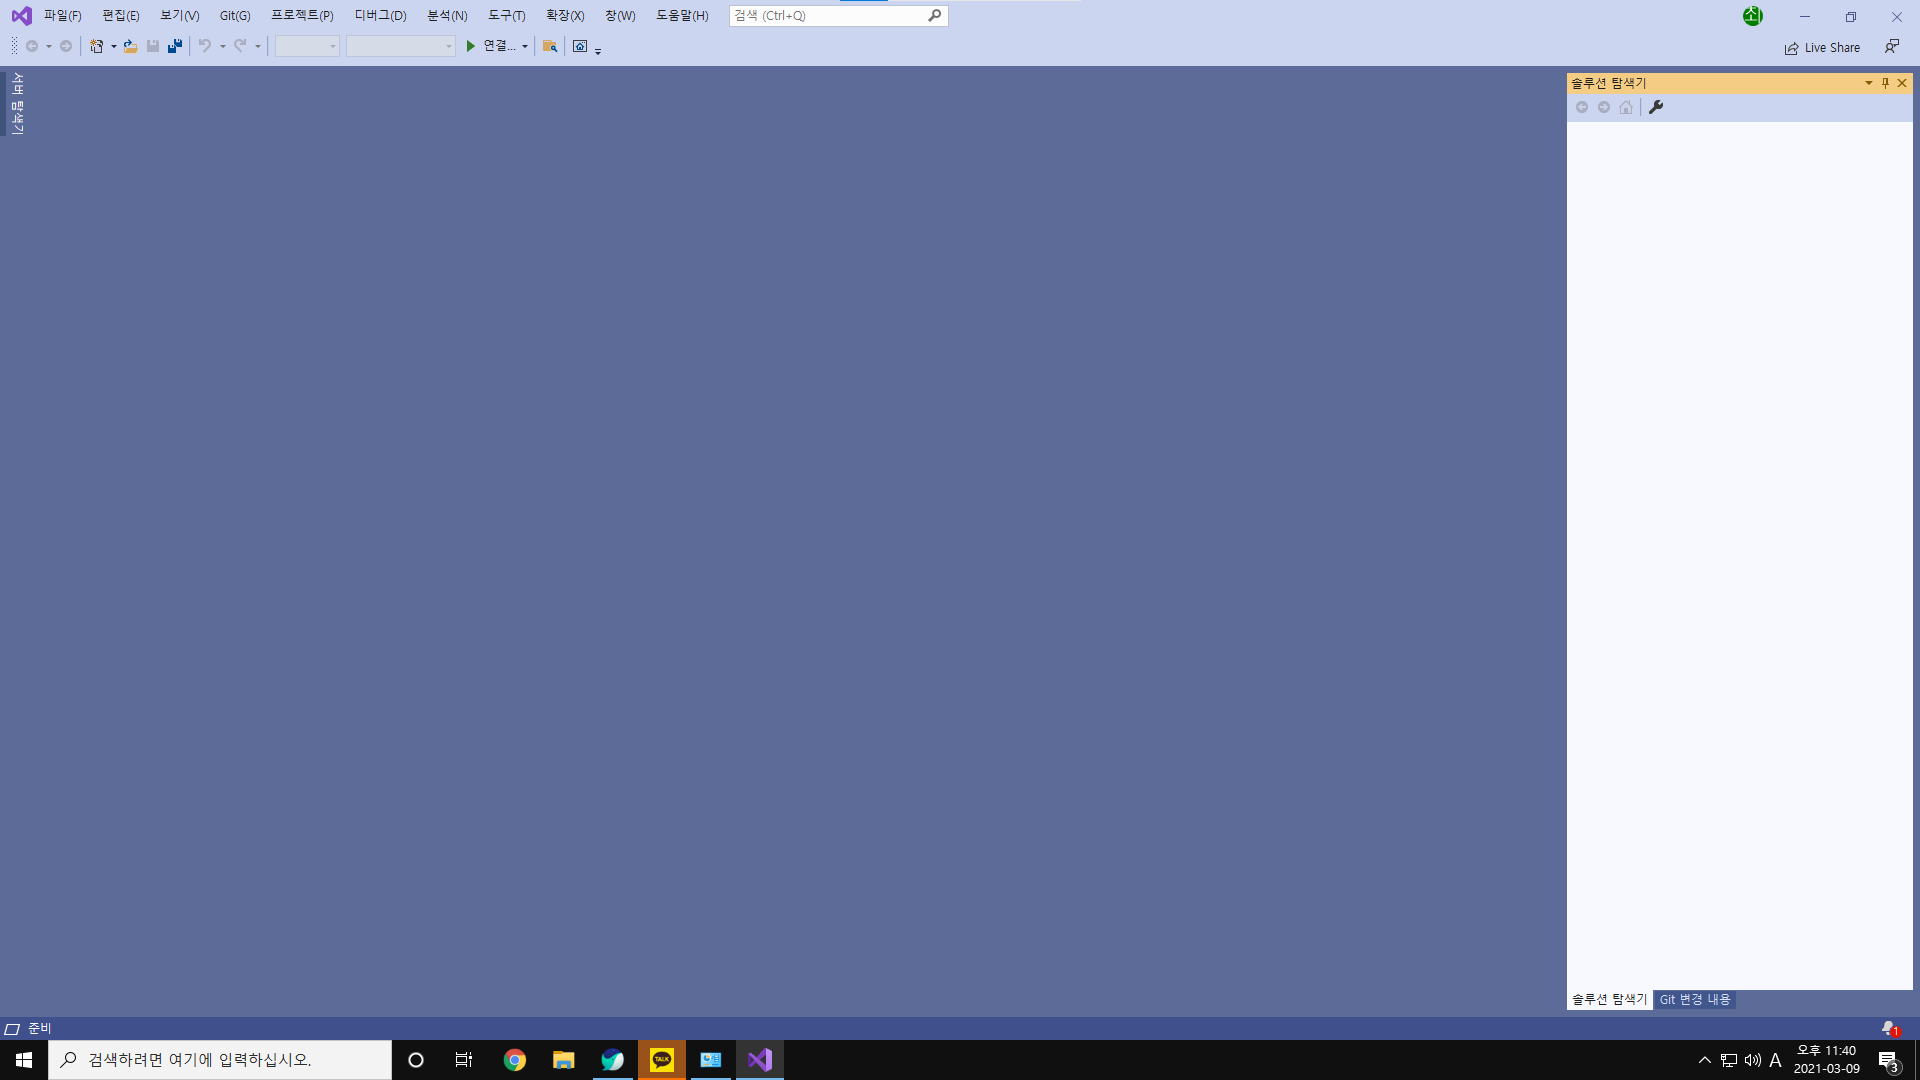 파일(F) 편집(E) 보기(V) Git(G) 프로젝트(P) 디버그(D) 분석(N) 도구(T) 확장(X) 창(W) 도움말(H) 검색 (Ctrl+Q)
연결... Live Share
서버 탐색기
솔루션 탐색기
솔루션 탐색기 Git 변경 내용
준비 1
검색하려면 여기에 입력하십시오.
TALK
A 오후 11:40
2021-03-09
3